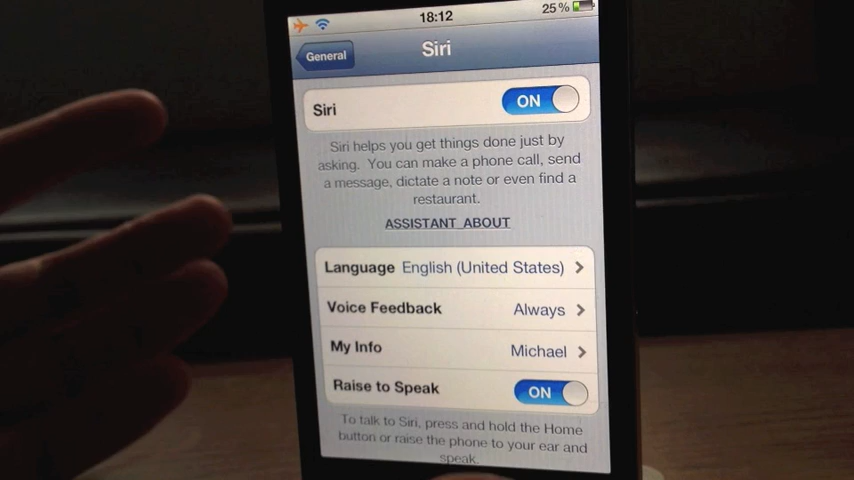 18:12
25%
General
Siri
Siri
ON
Siri helps you get things done just by
asking. You can make a phone call, send
a message, dictate a note or even find a
restaurant.
ASSISTANT_ABOUT
Language English (United States)
Voice Feedback Always
My Info Michael
Raise to Speak ON
To talk to Siri, press and hold the Home
button or raise the phone to your ear and
speak.